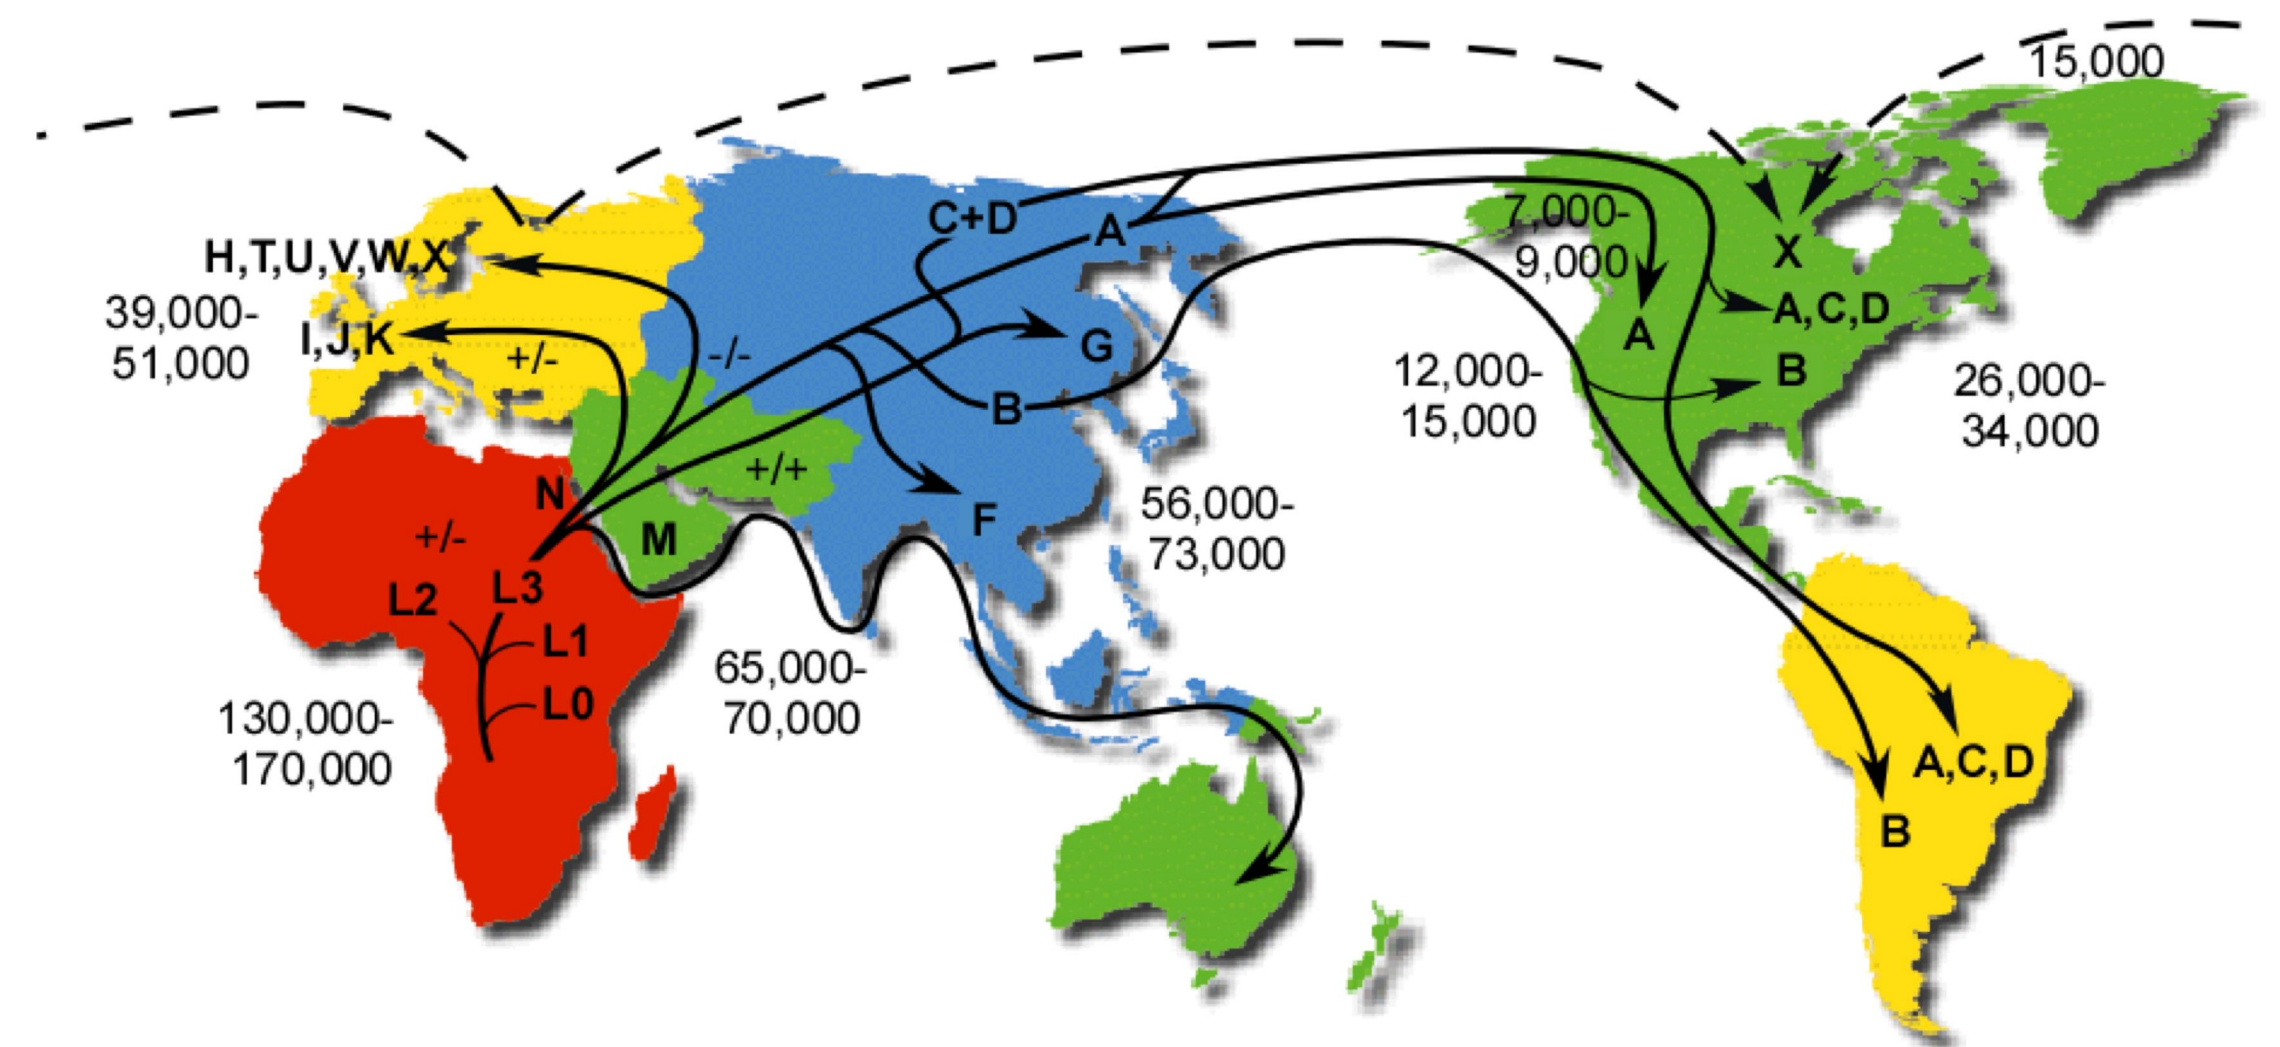 15,000
H,T,U,V,W,X
39,000-
51,000
I,J,K
+/-
-/-
C+D
A
G
B
F
+/+
N
M
+/-
L3
L2
L1
L0
130,000-
170,000
65,000-
70,000
56,000-
73,000
7,000-
9,000
A
X
A,C,D
B
12,000-
15,000
26,000-
34,000
A,C,D
B